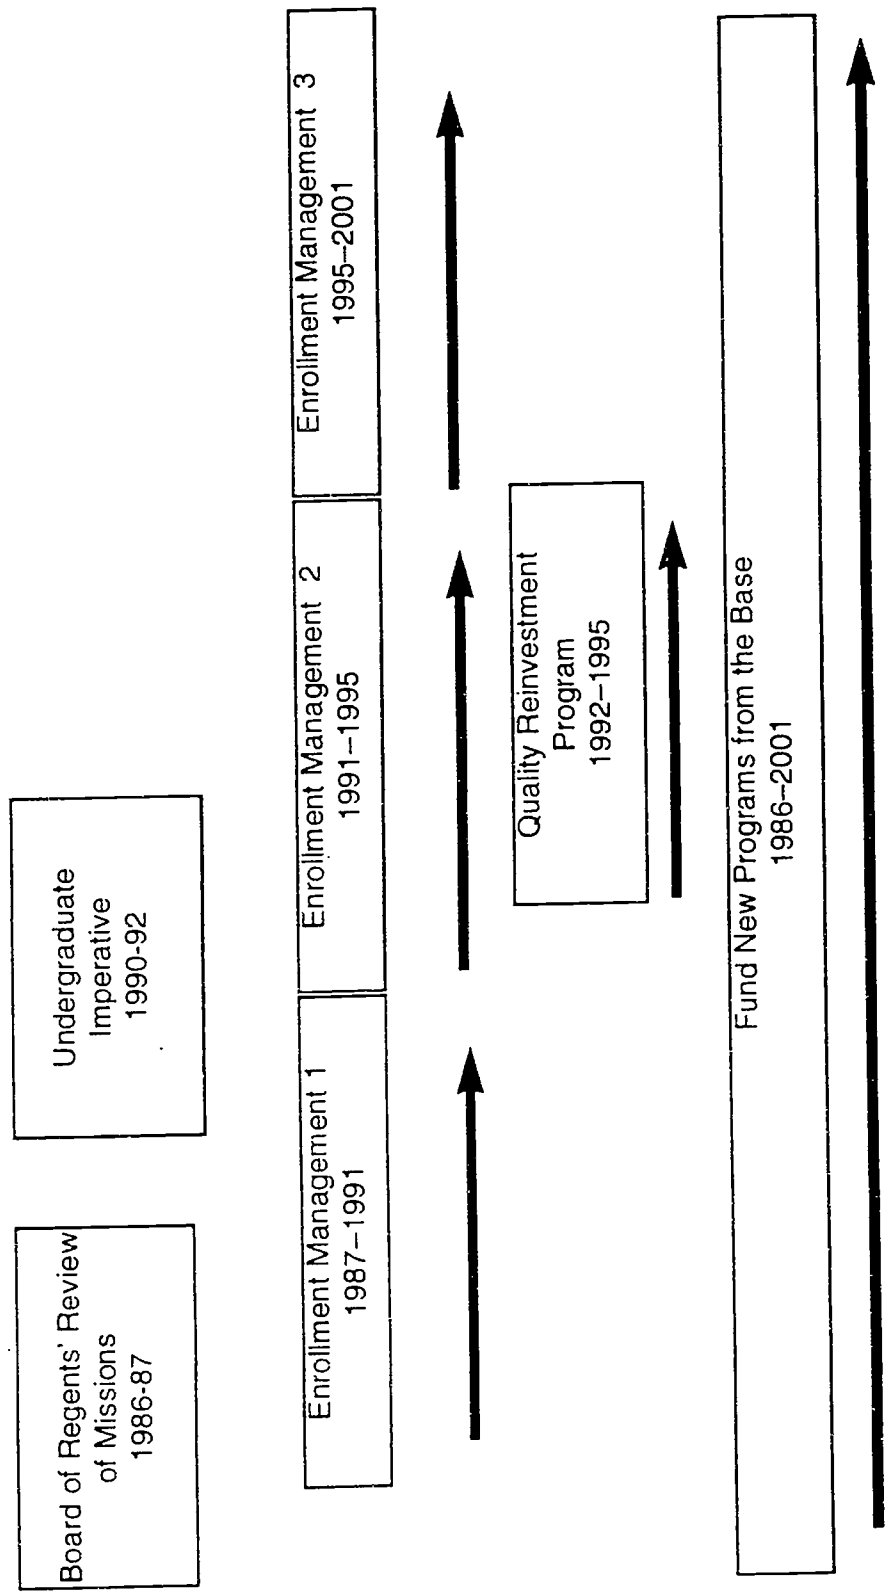 Board of Regents' Review
of Missions
1986-87
Undergraduate
Imperative
1990-92
Enrollment Management 1
1987–1991
Enrollment Management 2
1991–1995
Enrollment Management 3
1995–2001
Quality Reinvestment
Program
1992–1995
Fund New Programs from the Base
1986–2001